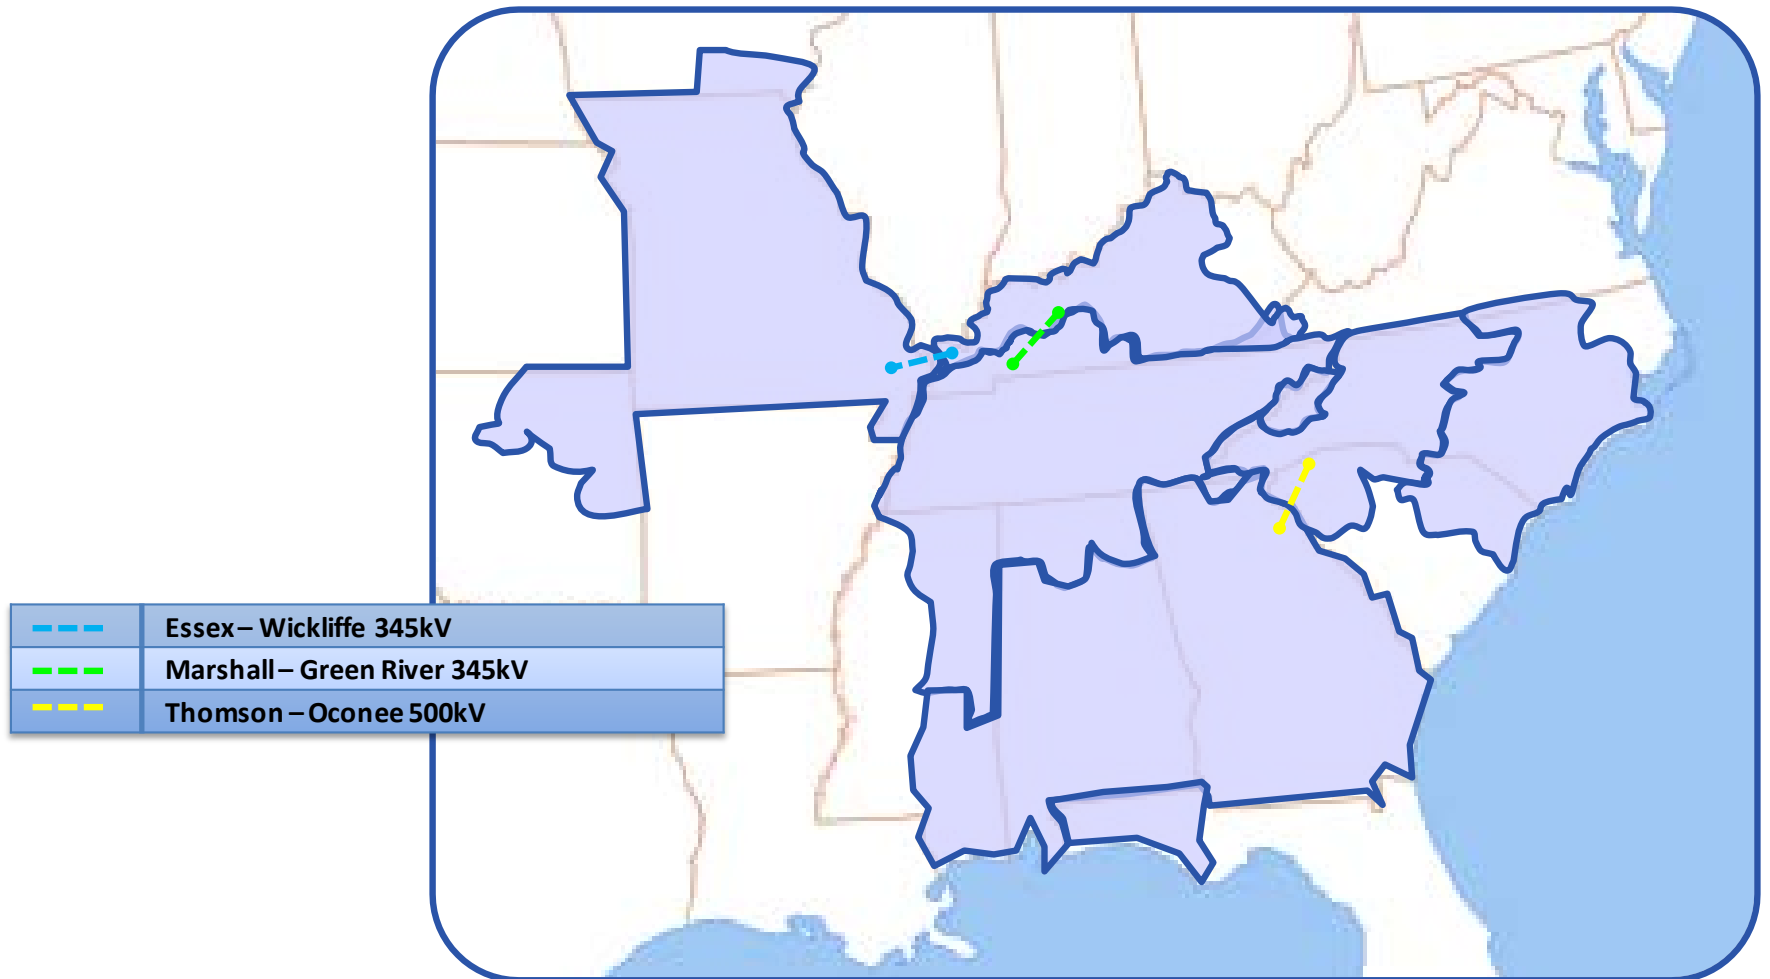 Essex – Wickliffe 345kV
Marshall – Green River 345kV
Thomson – Oconee 500kV